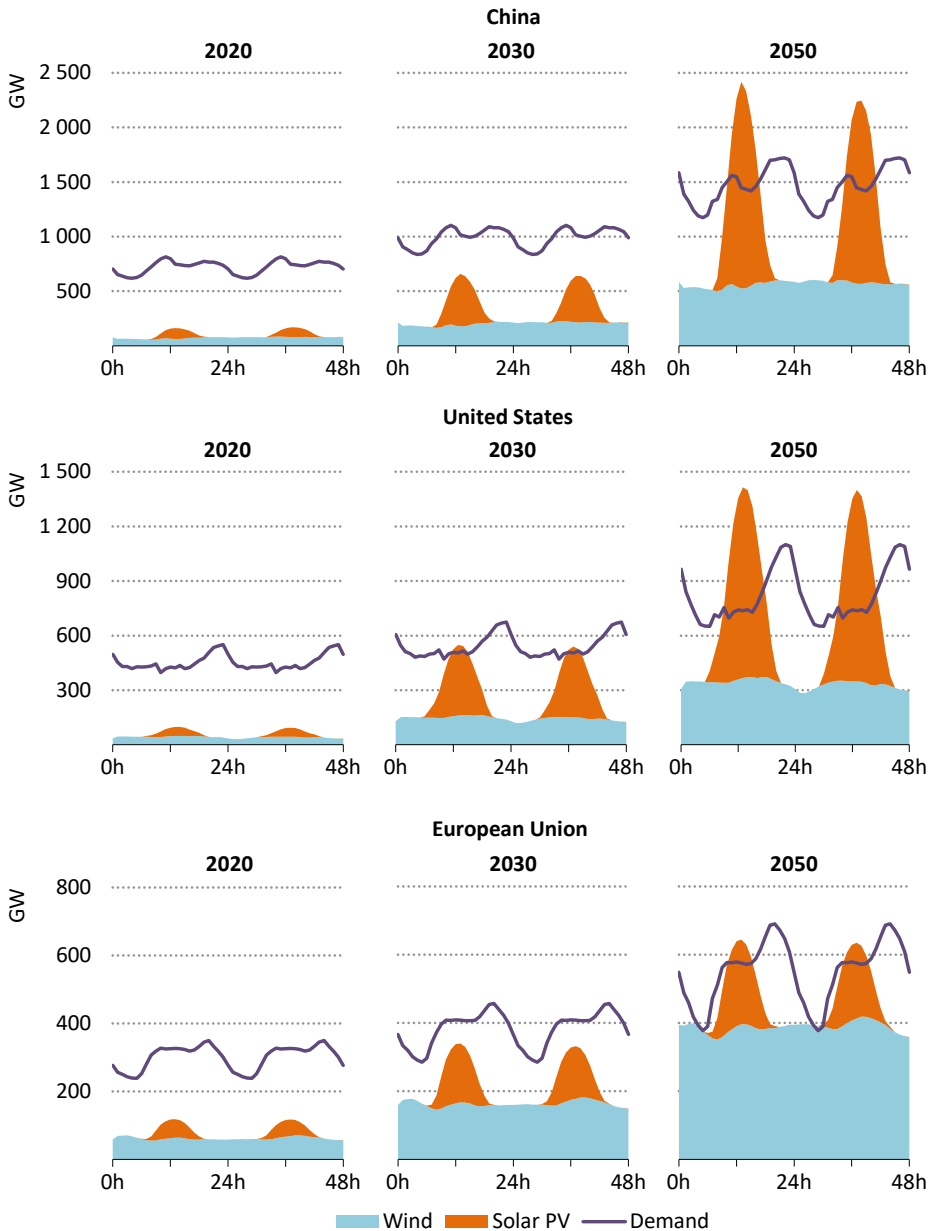 China
2020 2030 2050
GW
2 500
2 000
1 500
1 000
500
0h 24h 48h 0h 24h 48h 0h 24h 48h
United States
2020 2030 2050
GW
1 500
1 200
900
600
300
0h 24h 48h 0h 24h 48h 0h 24h 48h
European Union
2020 2030 2050
GW
800
600
400
200
0h 24h 48h 0h 24h 48h 0h 24h 48h
Wind Solar PV Demand